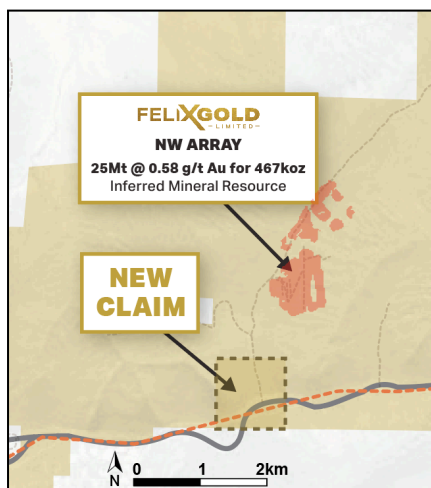 FELIXGOLD
LIMITED
NW ARRAY
25Mt @ 0.58 g/t Au for 467koz
Inferred Mineral Resource
NEW
CLAIM
N
0 1 2km